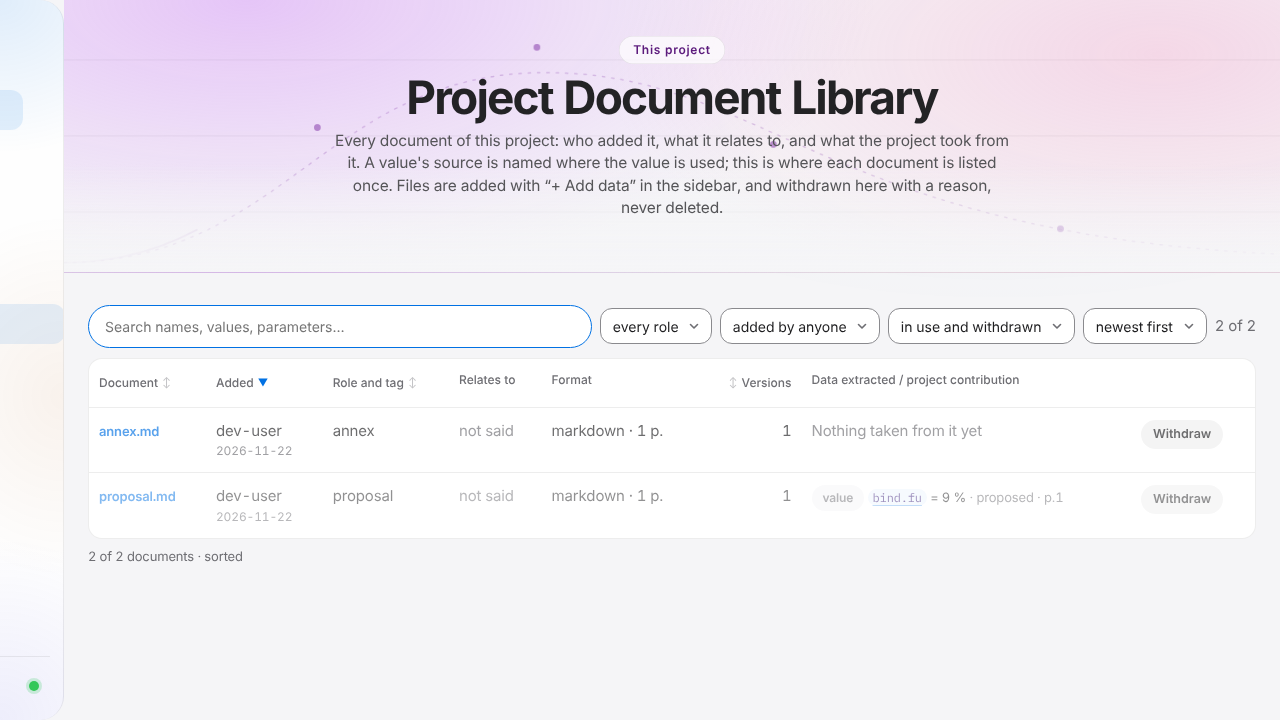 This project
Project Document Library
Every document of this project: who added it, what it relates to, and what the project took from
it. A value's source is named where the value is used; this is where each document is listed
once. Files are added with “+ Add data” in the sidebar, and withdrawn here with a reason,
never deleted.
Search names, values, parameters… every role added by anyone in use and withdrawn newest first 2 of 2
Document Added Role and tag Relates to Format Versions Data extracted / project contribution
annex.md dev-user annex not said markdown · 1 p. 1 Nothing taken from it yet Withdraw
2026-11-22
proposal.md dev-user proposal not said markdown · 1 p. 1 value bind.fu = 9 % · proposed · p.1 Withdraw
2026-11-22
2 of 2 documents · sorted